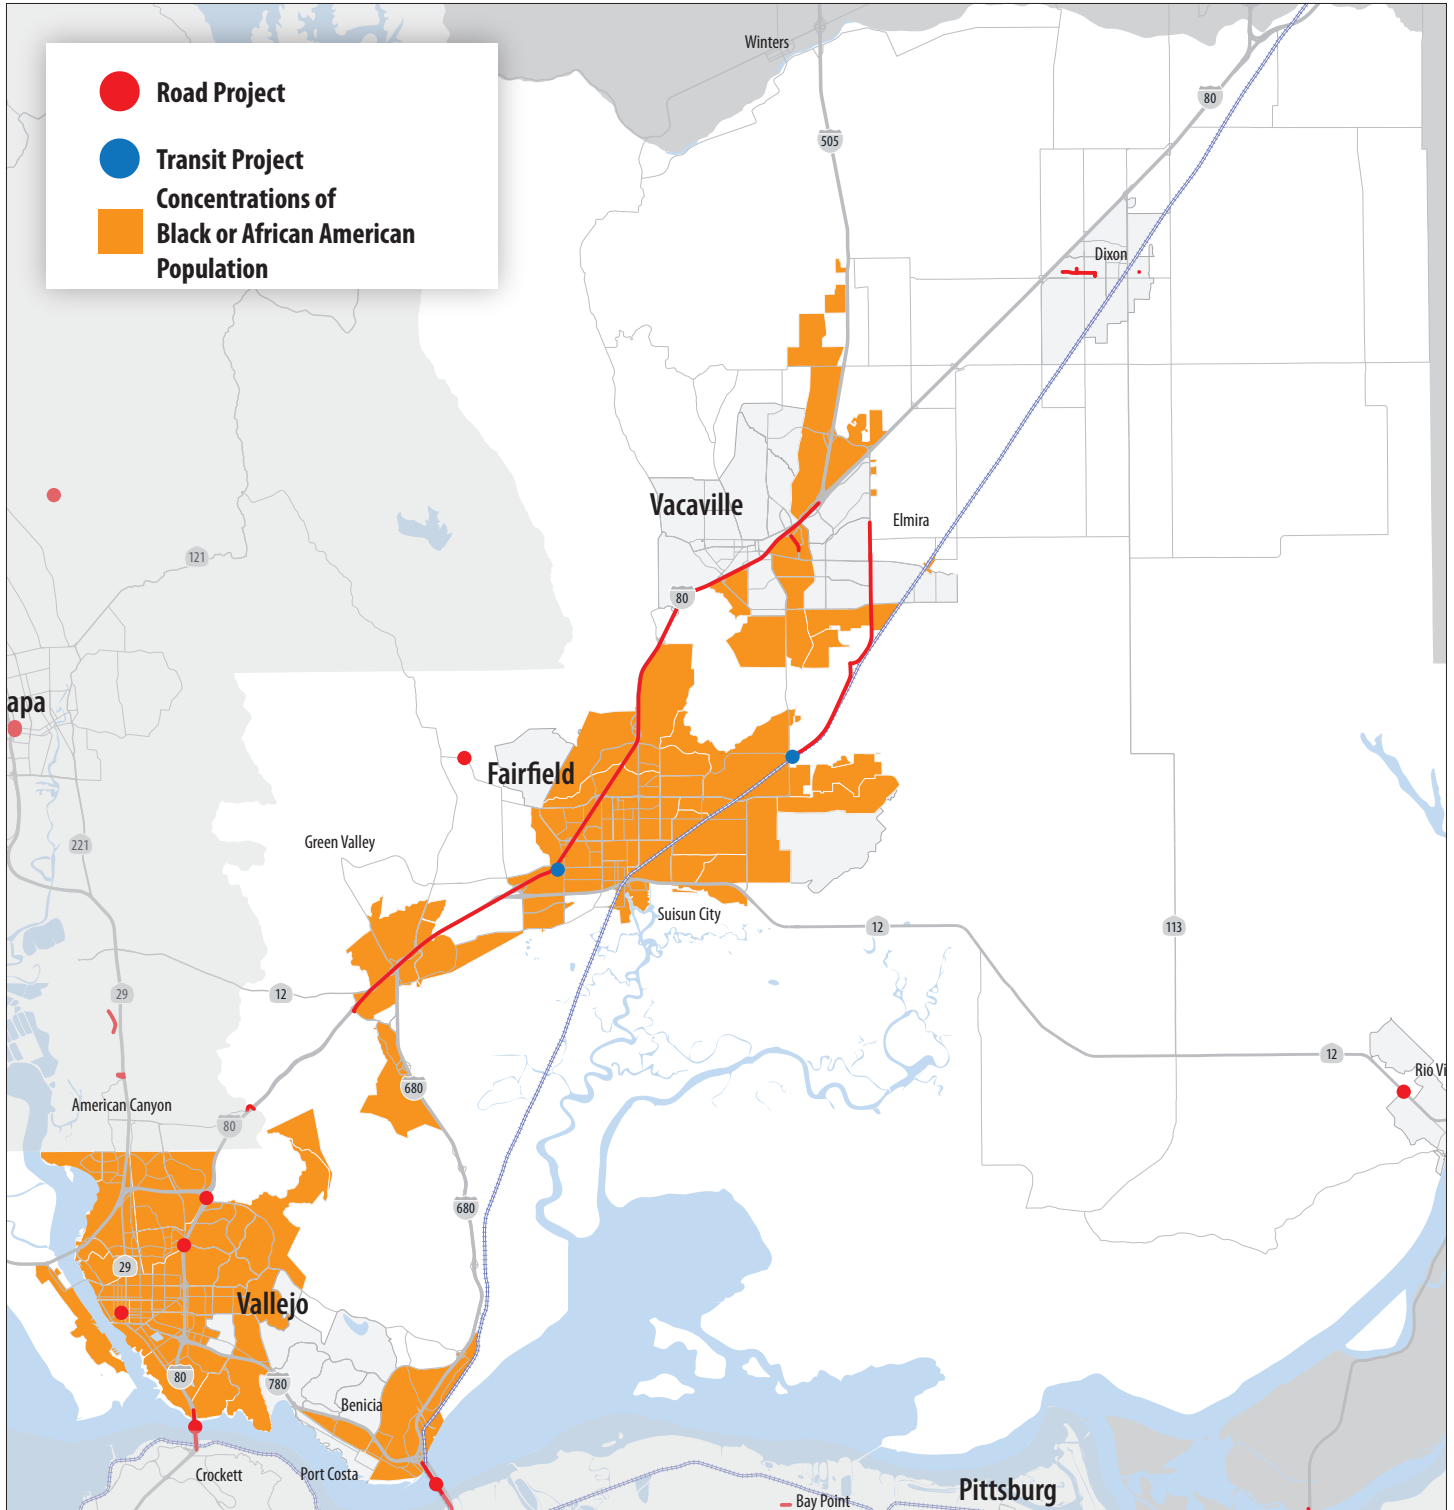 Road Project
Transit Project
Concentrations of
Black or African American
Population
Winters
80
505
Dixon
Vacaville
Elmira
121
80
apa
Fairfield
Green Valley
221
Suisun City
12
113
29
12
12
Rio Vi
680
American Canyon
80
680
29
Vallejo
80
780
Benicia
Crockett
Port Costa
Pittsburg
Bay Point